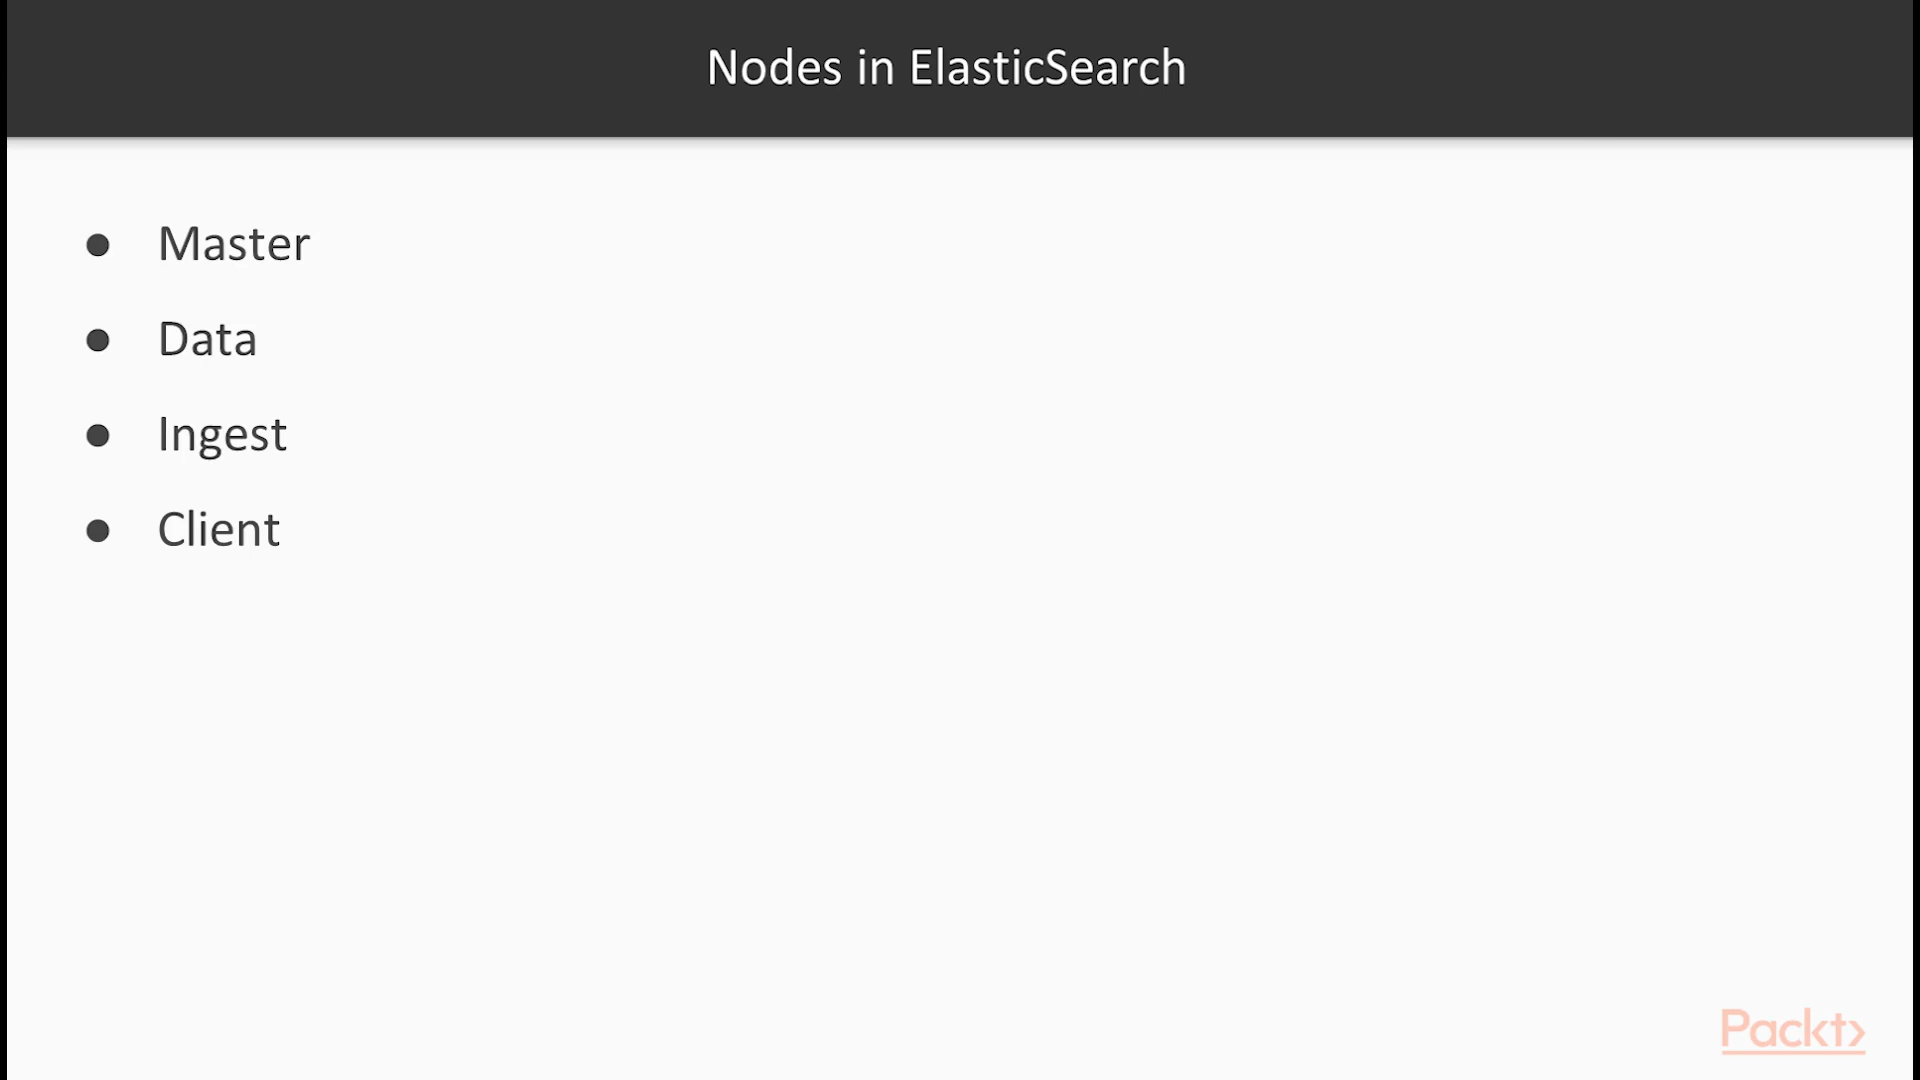 Nodes in ElasticSearch
● Master
● Data
● Ingest
● Client
Packt>